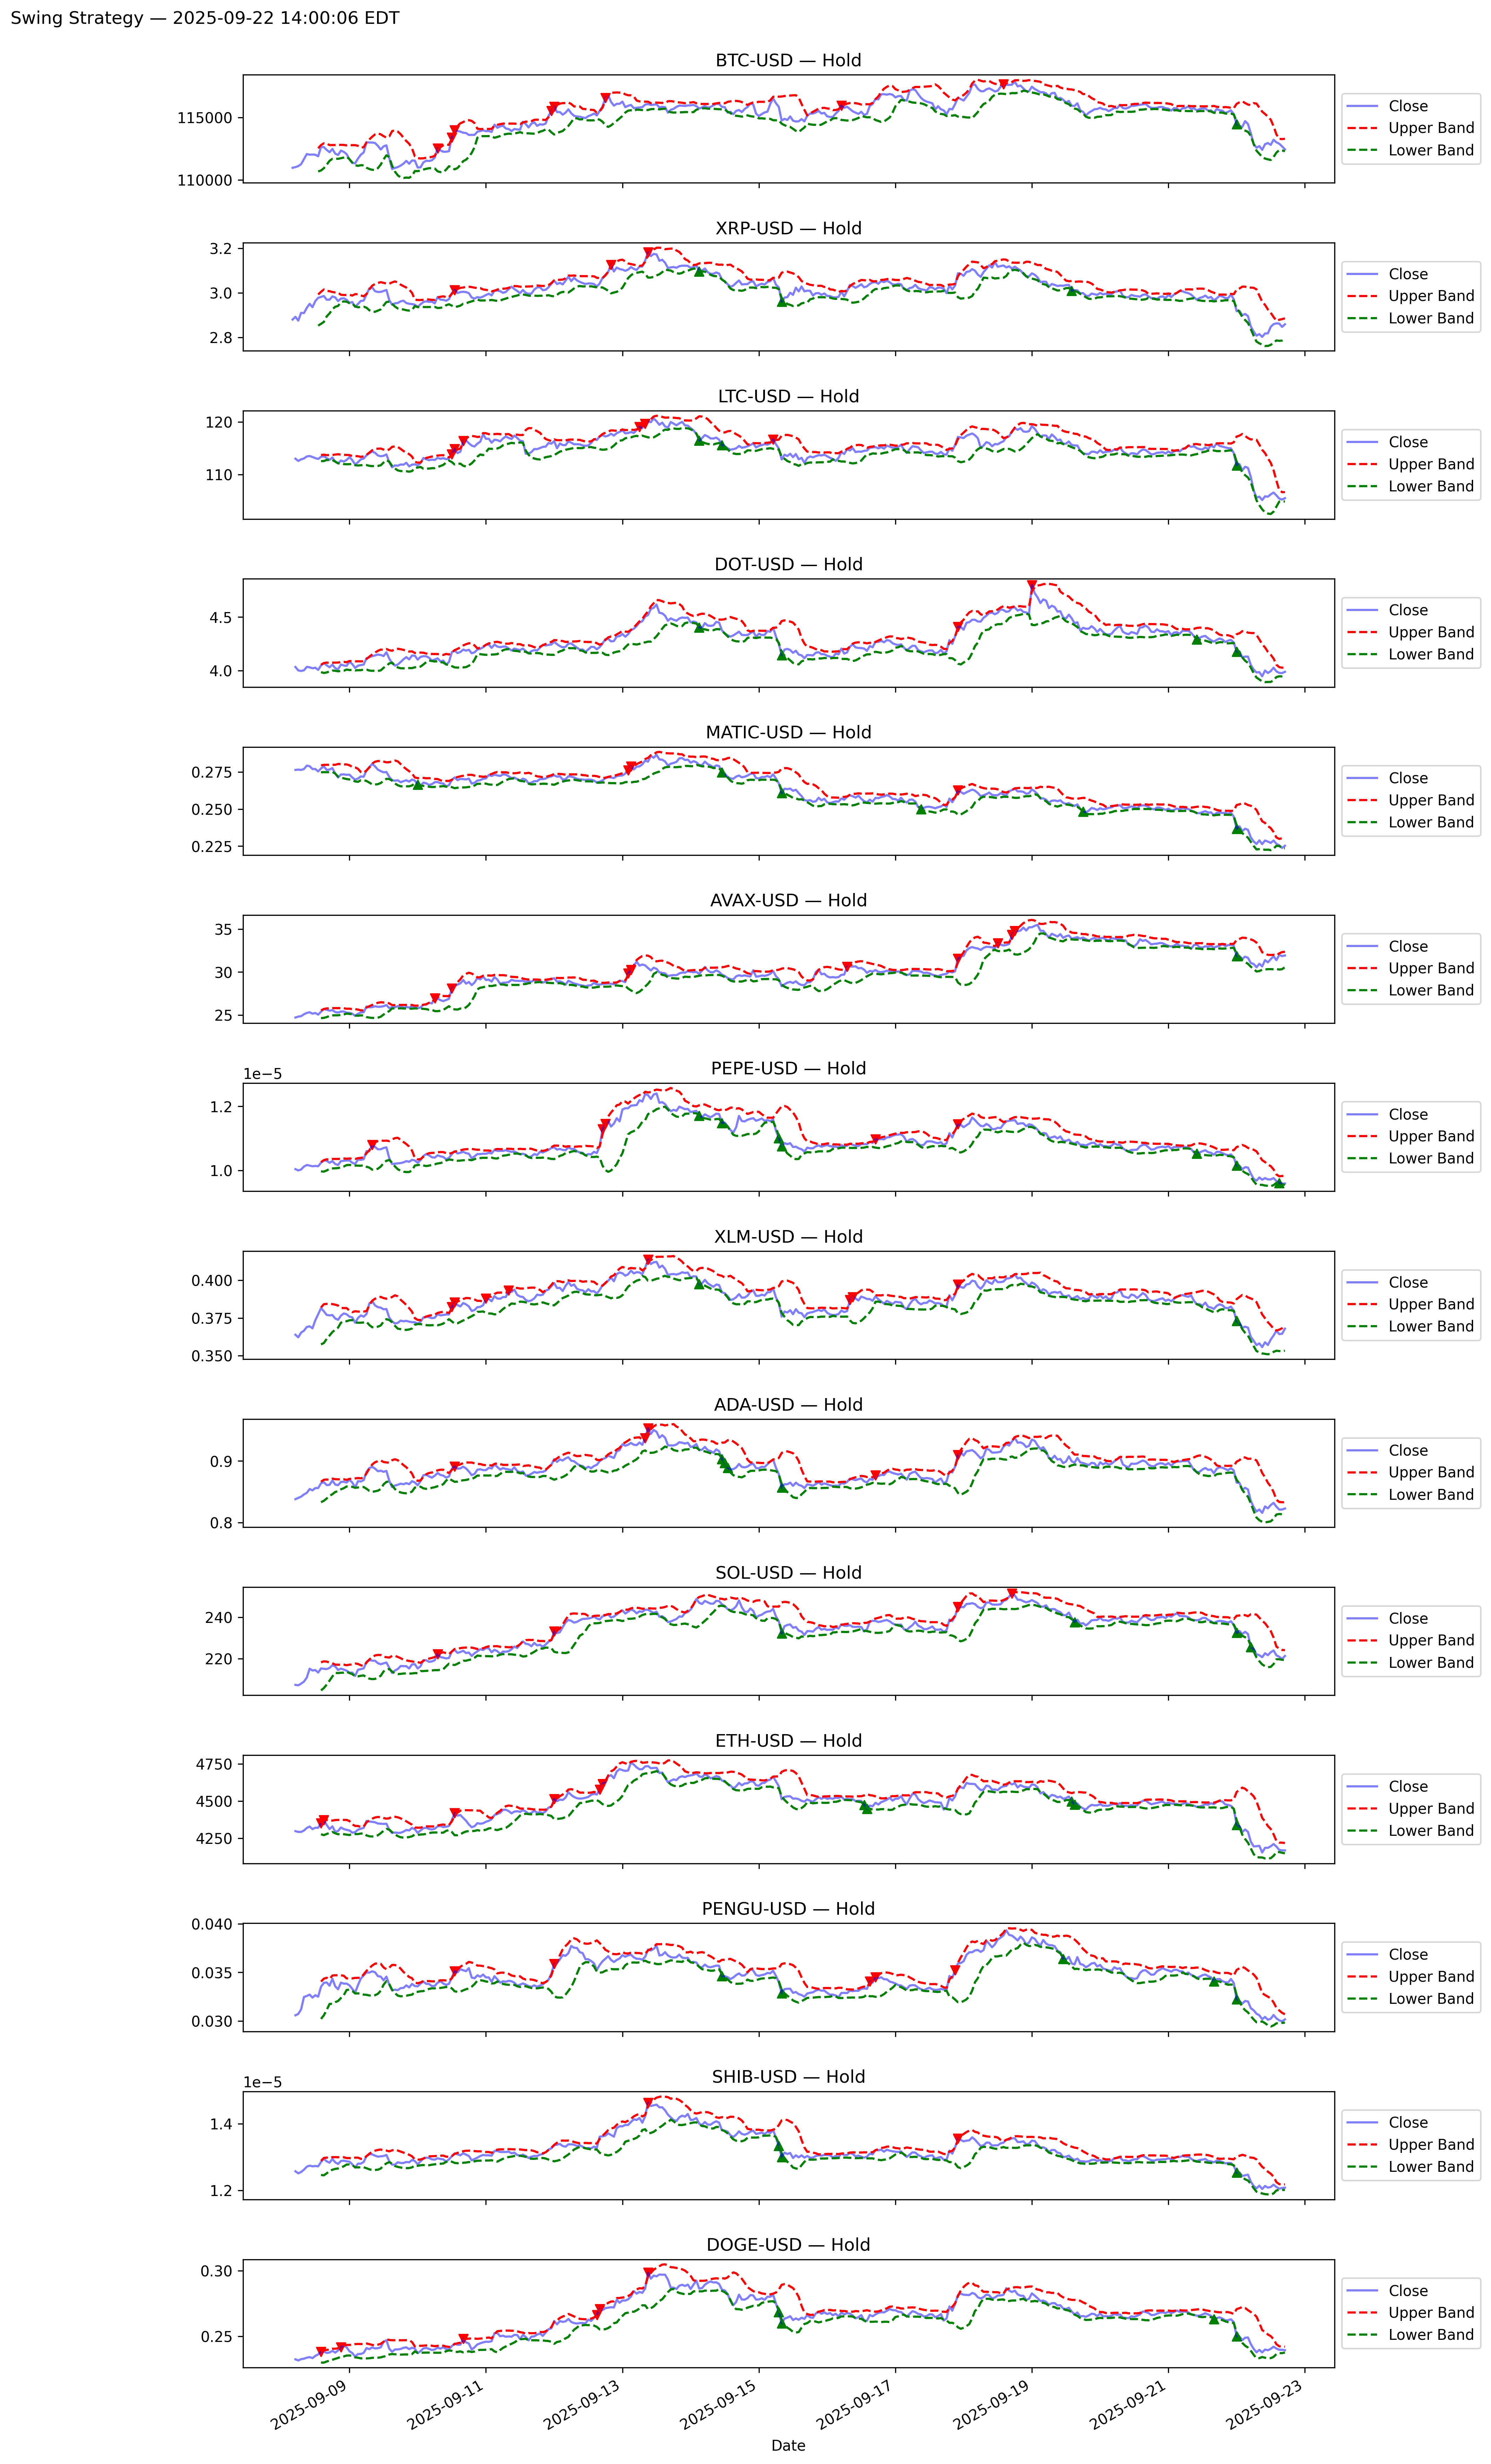 Swing Strategy — 2025-09-22 14:00:06 EDT
BTC-USD — Hold
115000
110000
Close
Upper Band
Lower Band
XRP-USD — Hold
3.2
3.0
2.8
Close
Upper Band
Lower Band
LTC-USD — Hold
120
110
Close
Upper Band
Lower Band
DOT-USD — Hold
4.5
4.0
Close
Upper Band
Lower Band
MATIC-USD — Hold
0.275
0.250
0.225
Close
Upper Band
Lower Band
AVAX-USD — Hold
35
30
25
Close
Upper Band
Lower Band
PEPE-USD — Hold
1e−5
1.2
1.0
Close
Upper Band
Lower Band
XLM-USD — Hold
0.400
0.375
0.350
Close
Upper Band
Lower Band
ADA-USD — Hold
0.9
0.8
Close
Upper Band
Lower Band
SOL-USD — Hold
240
220
Close
Upper Band
Lower Band
ETH-USD — Hold
4750
4500
4250
Close
Upper Band
Lower Band
PENGU-USD — Hold
0.040
0.035
0.030
Close
Upper Band
Lower Band
SHIB-USD — Hold
1e−5
1.4
1.2
Close
Upper Band
Lower Band
DOGE-USD — Hold
0.30
0.25
Close
Upper Band
Lower Band
2025-09-09
2025-09-11
2025-09-13
2025-09-15
2025-09-17
2025-09-19
2025-09-21
2025-09-23
Date